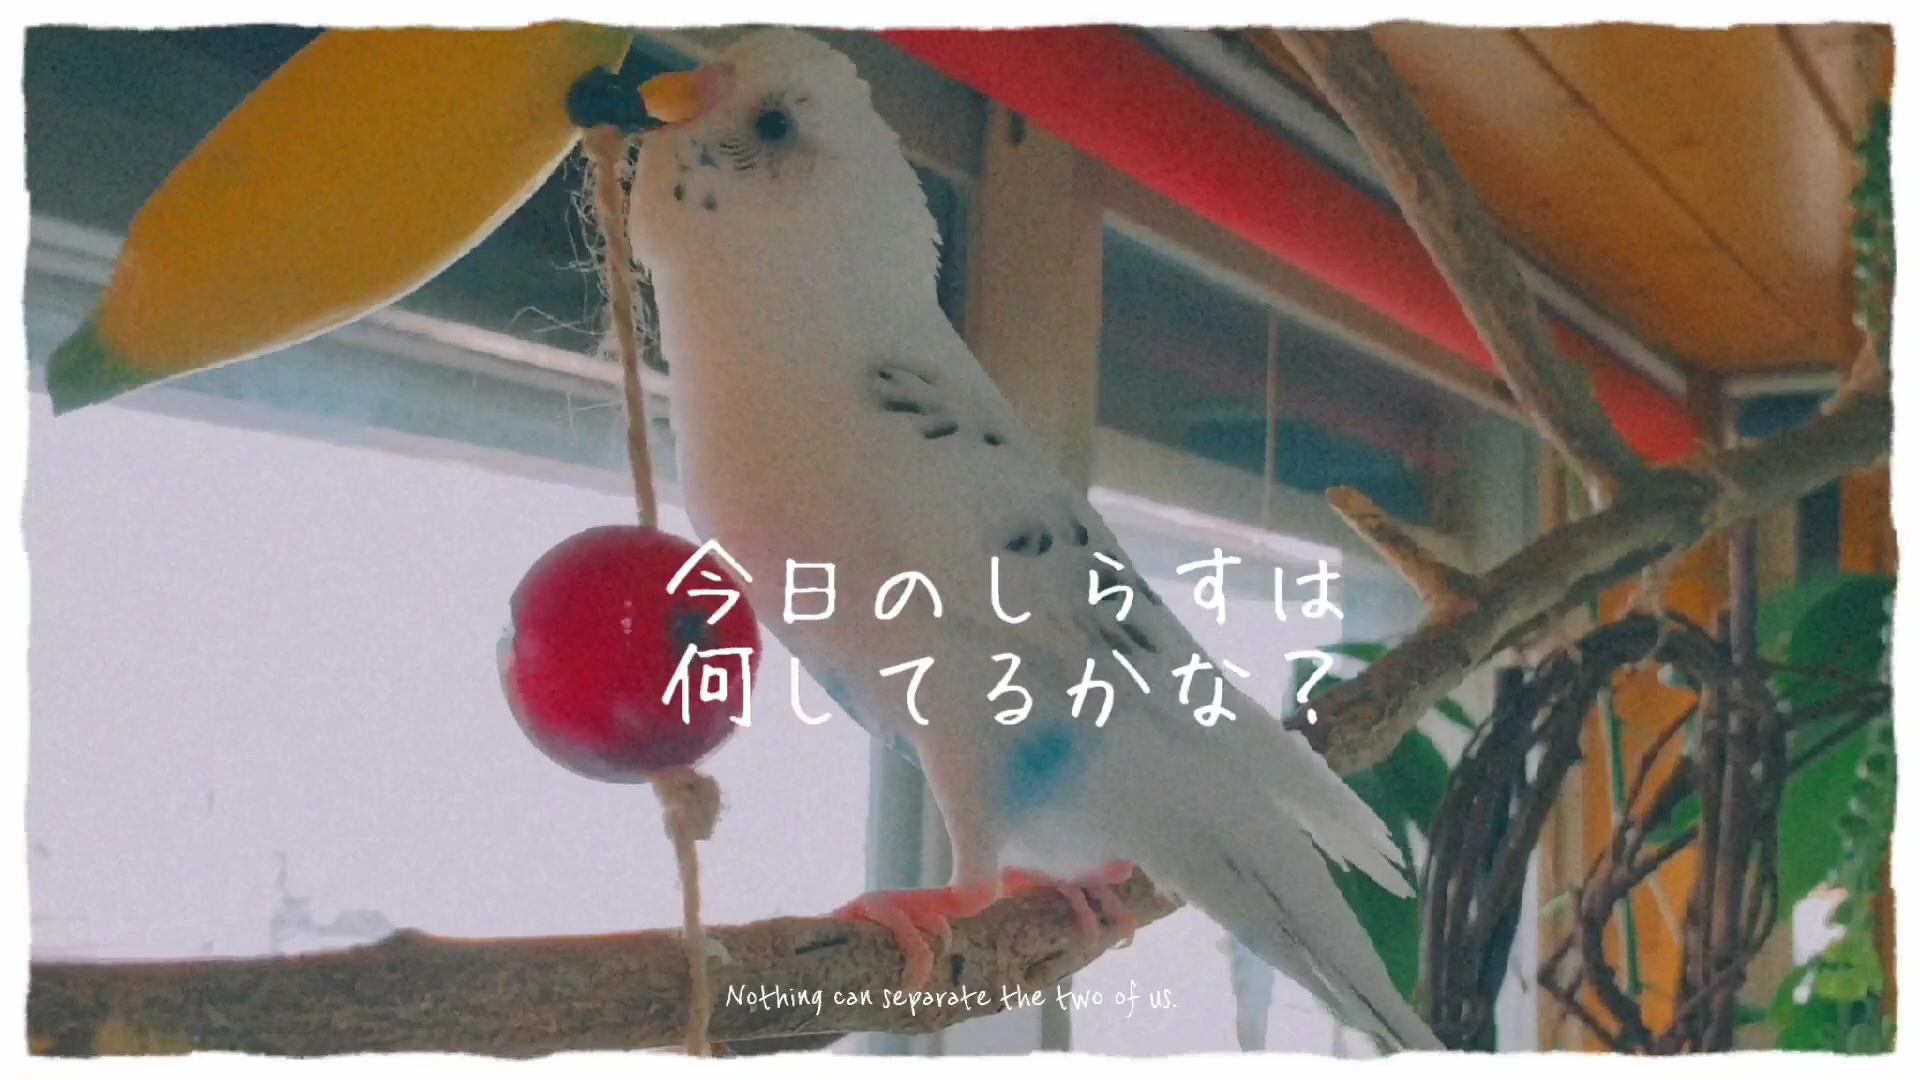 今日のしらすは
何してるかな？
Nothing can separate the two of us.